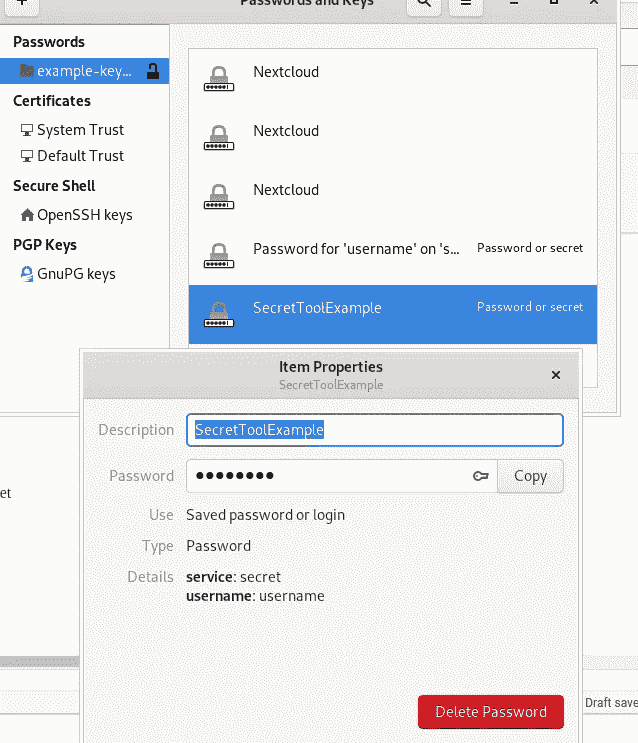 Passwords and Keys
Passwords
example-key...
Certificates
System Trust
Default Trust
Secure Shell
OpenSSH keys
PGP Keys
GnuPG keys
Nextcloud
Nextcloud
Nextcloud
Password for 'username' on 's... Password or secret
SecretToolExample Password or secret
Item Properties
SecretToolExample
Description SecretToolExample
Password ●●●●●●●● Copy
Use Saved password or login
Type Password
Details service: secret
username: username
Delete Password
et
Draft save